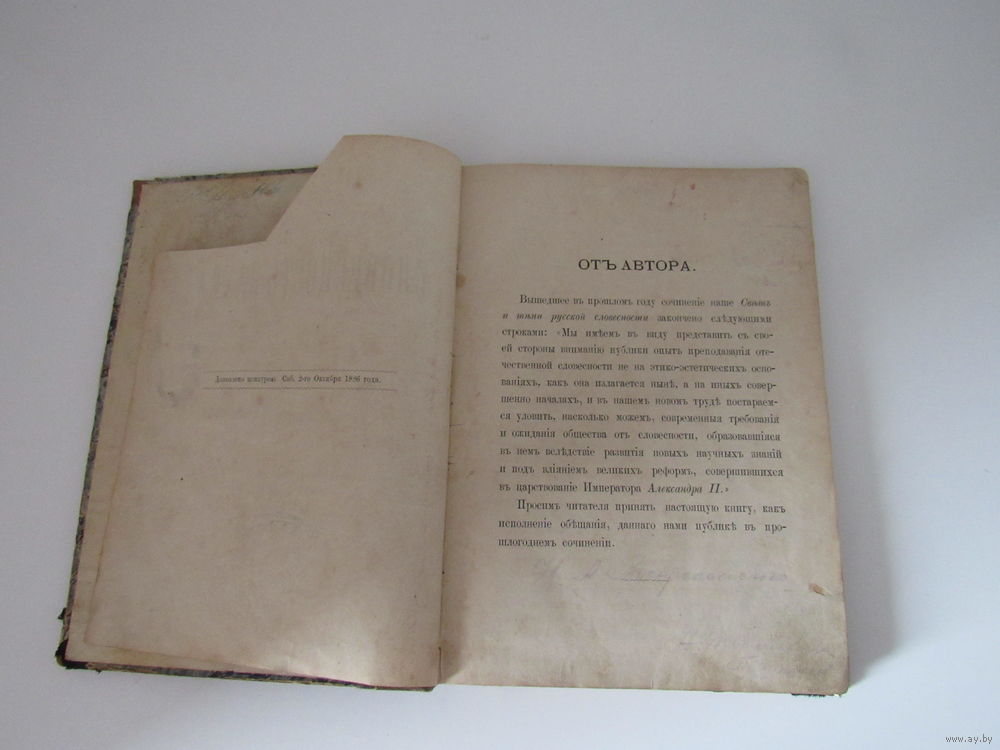 Дозволено цензурою. Спб. 2-го Октября 1886 года.
ОТЪ АВТОРА.
Вышедшее въ прошломъ году сочиненіе наше Свѣтъ
и тѣни русской словесности закончено слѣдующими
строками: «Мы имѣемъ въ виду представить съ сво-
ей стороны вниманію публики опытъ преподаванія оте-
чественной словесности не на этико-эстетическихъ осно-
ваніяхъ, какъ она излагается нынѣ, а на иныхъ совер-
шенно началахъ, и въ нашемъ новомъ трудѣ постараем-
ся уловить, насколько можемъ, современныя требованія
и ожиданія общества отъ словесности, образовавшіяся
въ немъ вслѣдствіе развитія новыхъ научныхъ знаній
и подъ вліяніемъ великихъ реформъ, совершившихся
въ царствованіе Императора Александра II.»
Просимъ читателя принять настоящую книгу, какъ
исполненіе обѣщанія, даннаго нами публикѣ въ про-
шлогоднемъ сочиненіи.
www.ay.by